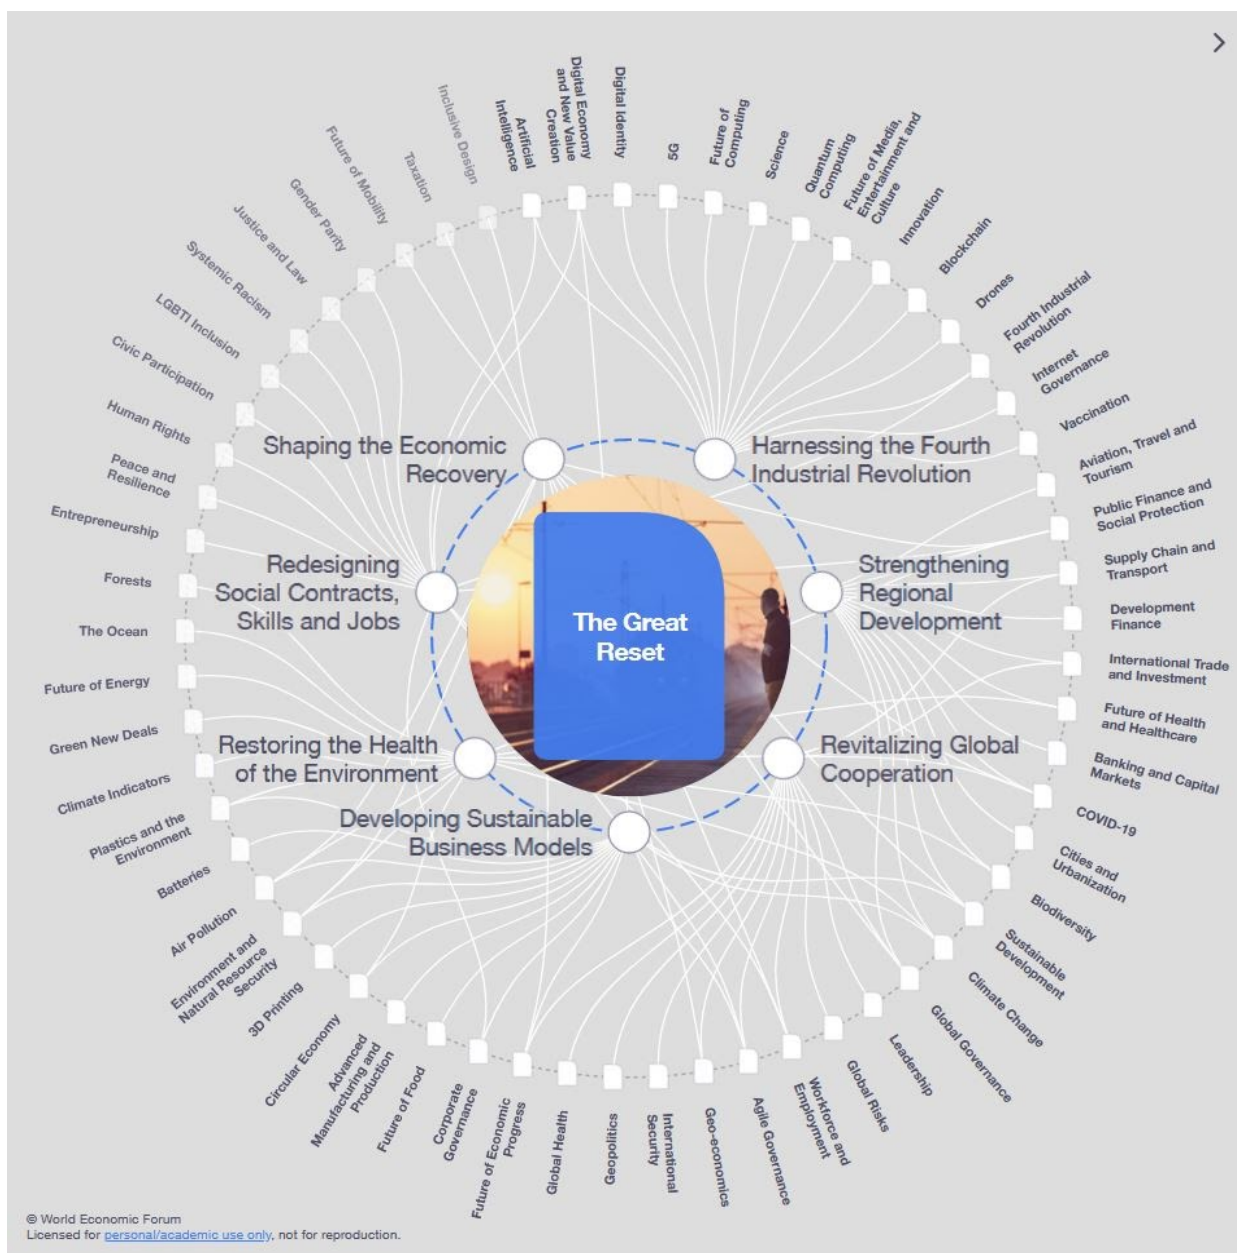 The Great
Reset
Shaping the Economic
Recovery
Harnessing the Fourth
Industrial Revolution
Redesigning
Social Contracts,
Skills and Jobs
Strengthening
Regional
Development
Restoring the Health
of the Environment
Revitalizing Global
Cooperation
Developing Sustainable
Business Models
Inclusive Design
Artificial
Intelligence
Digital Economy
and New Value
Creation
Digital Identity
5G
Future of
Computing
Science
Quantum
Computing
Future of Media,
Entertainment and
Culture
Innovation
Blockchain
Drones
Fourth Industrial
Revolution
Internet
Governance
Vaccination
Aviation, Travel and
Tourism
Public Finance and
Social Protection
Supply Chain and
Transport
Development
Finance
International Trade
and Investment
Future of Health
and Healthcare
Banking and Capital
Markets
COVID-19
Cities and
Urbanization
Biodiversity
Sustainable
Development
Climate Change
Global Governance
Leadership
Global Risks
Workforce and
Employment
Agile Governance
Geo-economics
International
Security
Geopolitics
Global Health
Future of Economic
Progress
Corporate
Governance
Future of Food
Advanced
Manufacturing and
Production
Circular Economy
3D Printing
Environment and
Natural Resource
Security
Air Pollution
Batteries
Plastics and the
Environment
Climate Indicators
Green New Deals
Future of Energy
The Ocean
Forests
Entrepreneurship
Peace and
Resilience
Human Rights
Civic Participation
LGBTI Inclusion
Systemic Racism
Justice and Law
Gender Parity
Future of Mobility
Taxation
© World Economic Forum
Licensed for personal/academic use only, not for reproduction.